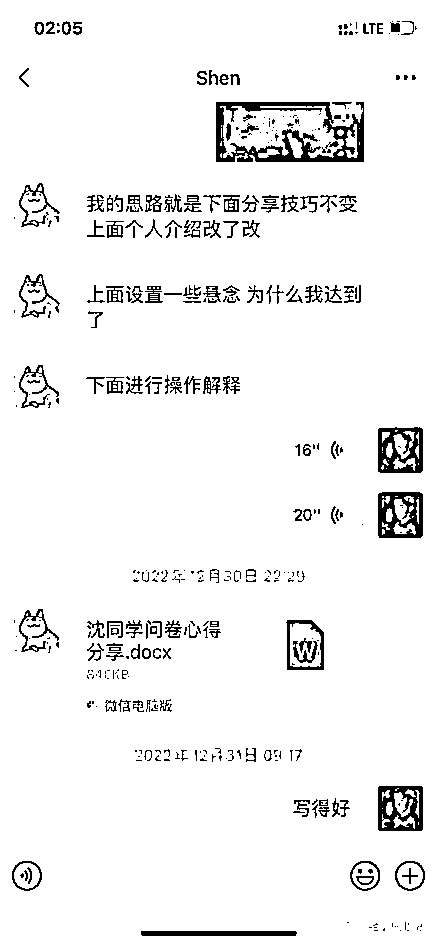 02:05
LTE
Shen
我的思路就是下面分享技巧不变
上面个人介绍改了改
上面设置一些悬念 为什么我达到
了
下面进行操作解释
16"
20"
2022年12月30日 22:29
沈同学问卷心得
分享.docx
W
微信电脑版
2022年12月31日 09:17
写得好